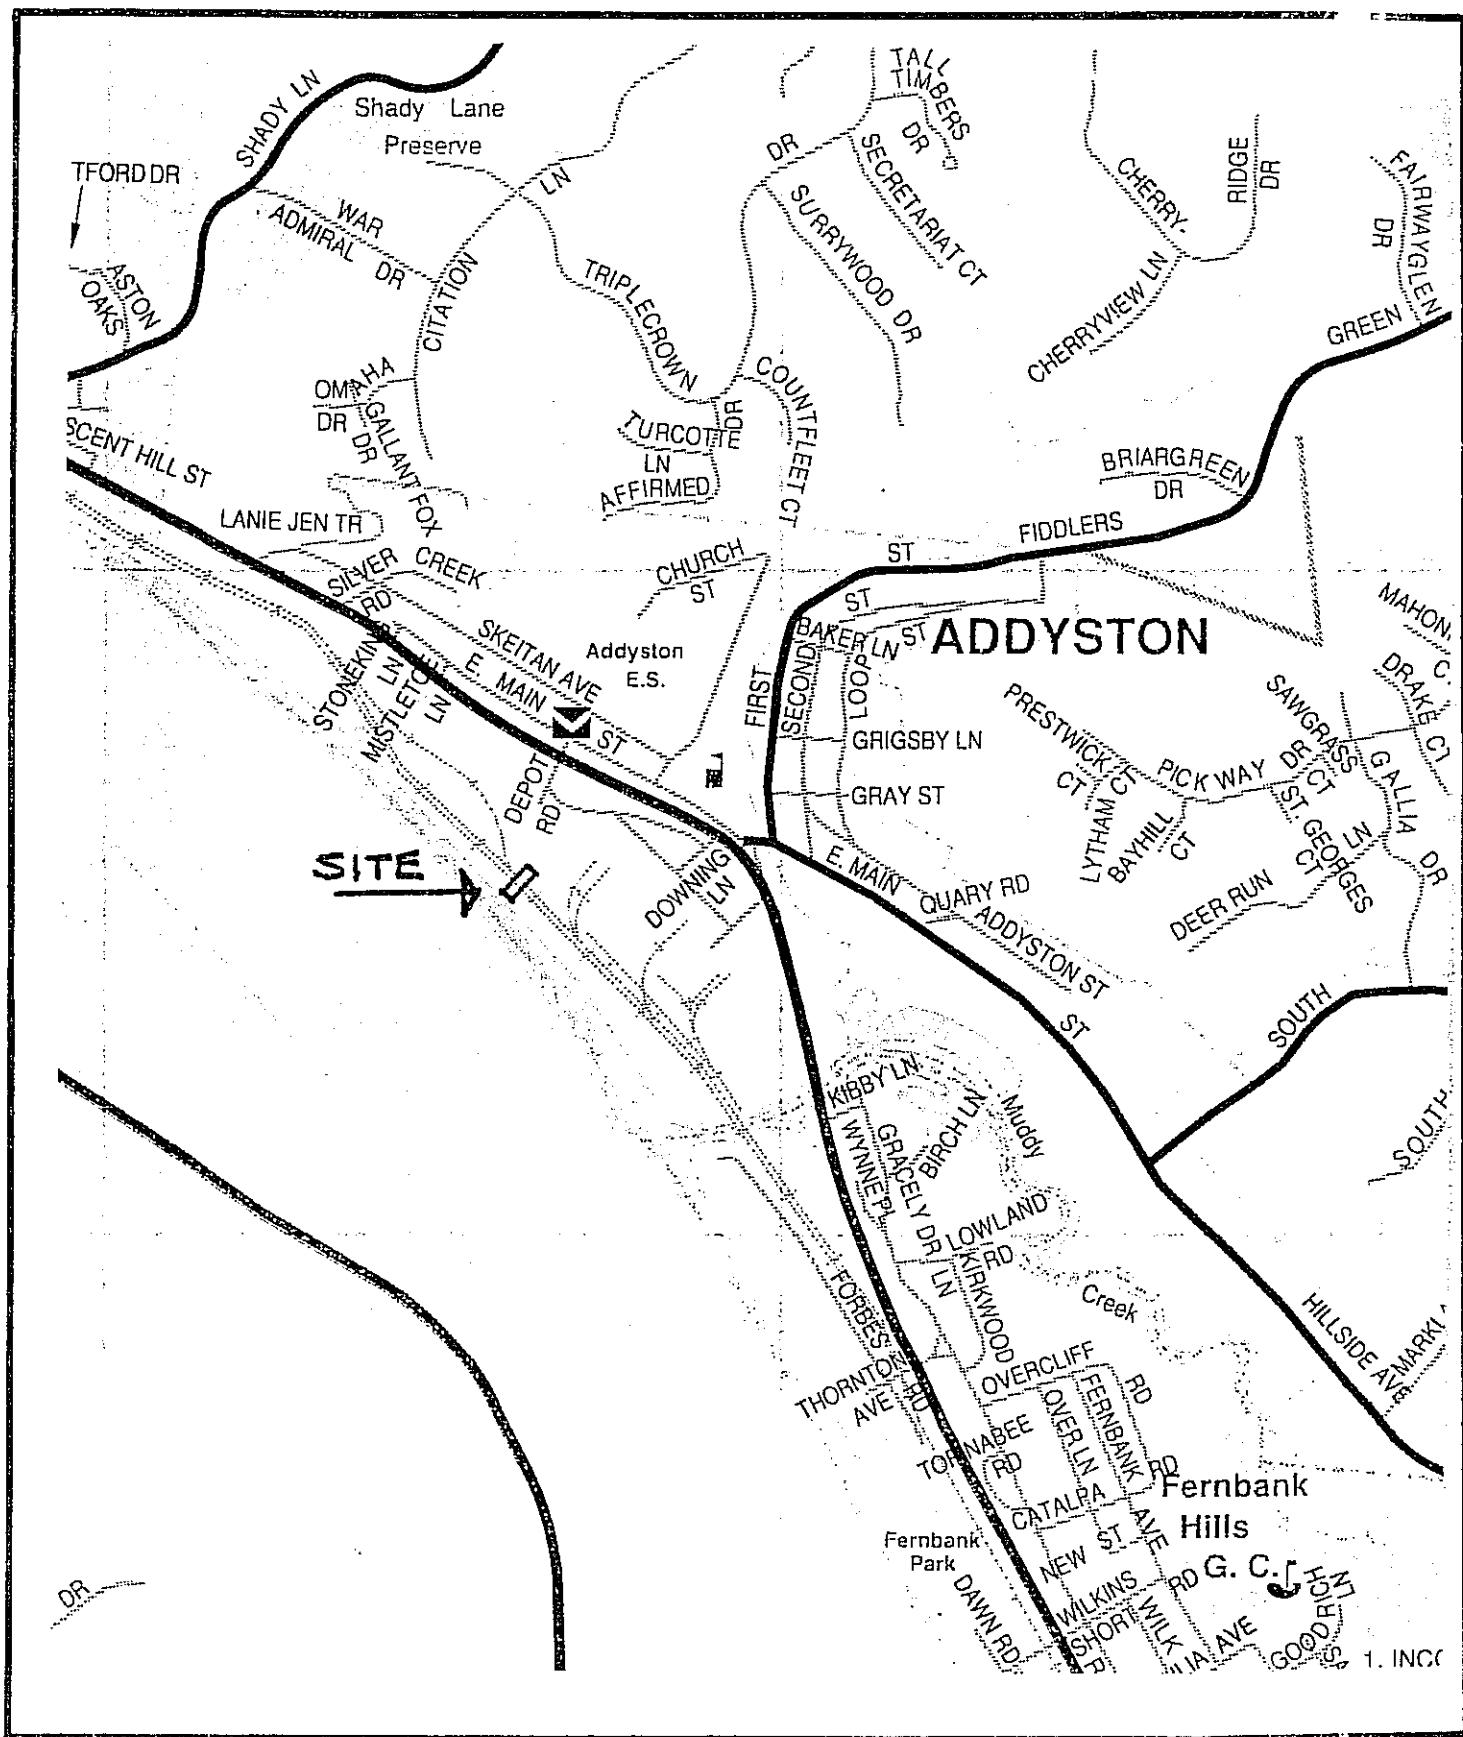 SHADY LN
Shady Lane
Preserve
TFORD DR
ASTON
OAKS
WAR
ADMIRAL DR
CITATION
LN
TRIPLECROWN
DR
TALL
TIMBERS
DR
SECRETARIAT CT
SURRYWOOD DR
CHERRY-
RIDGE
DR
CHERRYVIEW LN
FAIRWAYGLEN
DR
GREEN
OMAHA
DR
GALLANT FOX
DR
TURCOTTE
LN
DR
AFFIRMED
COUNTFLEET CT
SCENT HILL ST
LANIE JEN TR
SILVER CREEK
RD
BRIARGREEN
DR
FIDDLERS
ST
CHURCH
ST
SKEITAN AVE
E. MAIN
ST
Addyston
E.S.
STONEKING
LN
MISTLETOE
LN
ST
BAKER LN
ST
ADDYSTON
FIRST
SECOND
LOOP
GRIGSBY LN
GRAY ST
MAHON
C.
DRAKE CT
SAWGRASS
CT
PRESTWICK
CT
PICK WAY DR
GALLIA
DR
LYTHAM CT
BAYHILL
CT
ST. GEORGES
CT
DEER RUN
LN
DEPOT
RD
SITE
DOWNING
LN
E. MAIN
ST
QUARY RD
ADDYSTON ST
SOUTH
SOUTH
KIBBY LN
WYNNE PL
GRACELY DR
BIRCH LN
Muddy
Creek
LOWLAND
RD
LN
KIRKWOOD
FORBES
RD
THORNTON
AVE
OVERCLIFF
RD
OVER LN
FERNBANK
RD
AVE
TORNABEE
RD
CATALPA
HILLSIDE AVE
MARKL
Fernbank
Hills
G. C.
Fernbank
Park
NEW ST
DAWN RD
WILKINS
RD
SHORT
WILK
LIA AVE
GOODRICH
LN
DR
1. INC